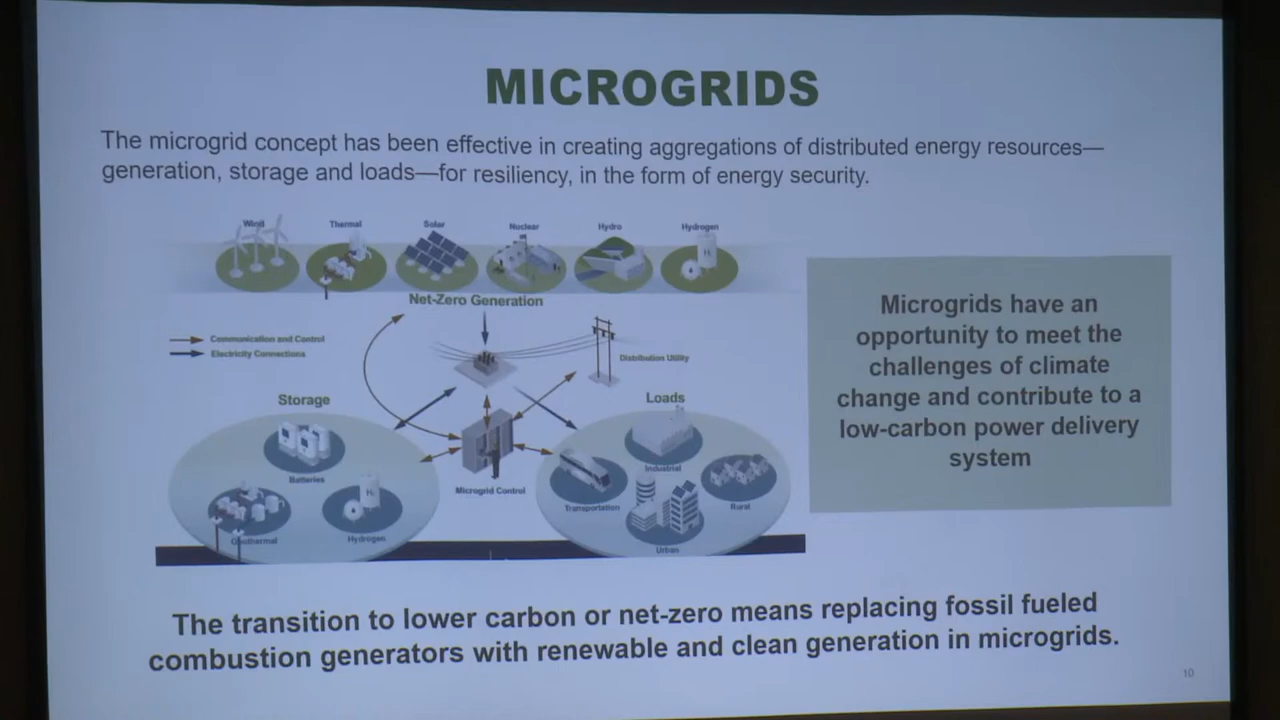 MICROGRIDS
The microgrid concept has been effective in creating aggregations of distributed energy resources—
generation, storage and loads—for resiliency, in the form of energy security.
Wind Thermal Solar Nuclear Hydro Hydrogen
Net-Zero Generation
Communication and Control
Electricity Connections
Distribution Utility
Storage
Loads
Batteries
Industrial
Microgrid Control
Transportation
Rural
Geothermal
Hydrogen
Urban
H₂
H₂
Microgrids have an
opportunity to meet the
challenges of climate
change and contribute to a
low-carbon power delivery
system
The transition to lower carbon or net-zero means replacing fossil fueled
combustion generators with renewable and clean generation in microgrids.
10